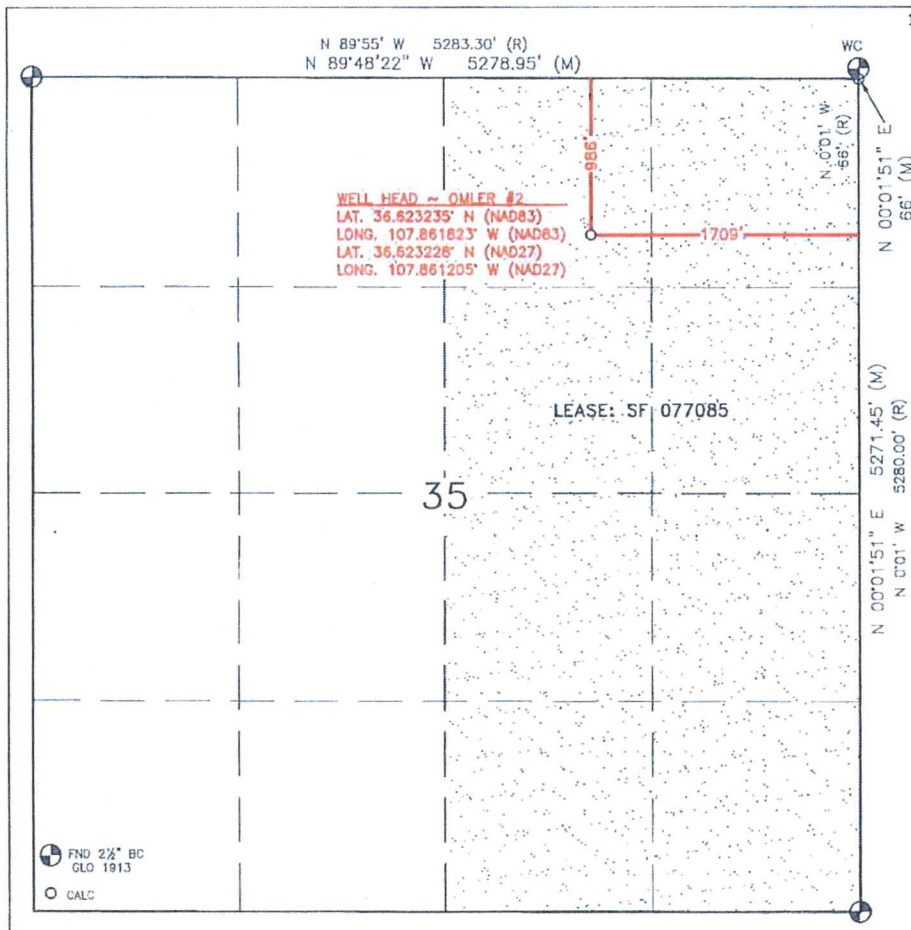 1
N 89°55' W 5283.30' (R)
N 89°48'22" W 5278.95' (M)
WC
N 0°01' W
66' (R)
N 00°01'51" E
66' (M)
986'
WELL HEAD ~ OMLER #2
LAT. 36.623235° N (NAD83)
LONG. 107.861823° W (NAD83)
LAT. 36.623226° N (NAD27)
LONG. 107.861205° W (NAD27)
1709'
LEASE: SF 077085
35
N 00°01'51" E 5271.45' (M)
N 0°01' W 5280.00' (R)
FND 2½" BC
GLO 1913
CALC